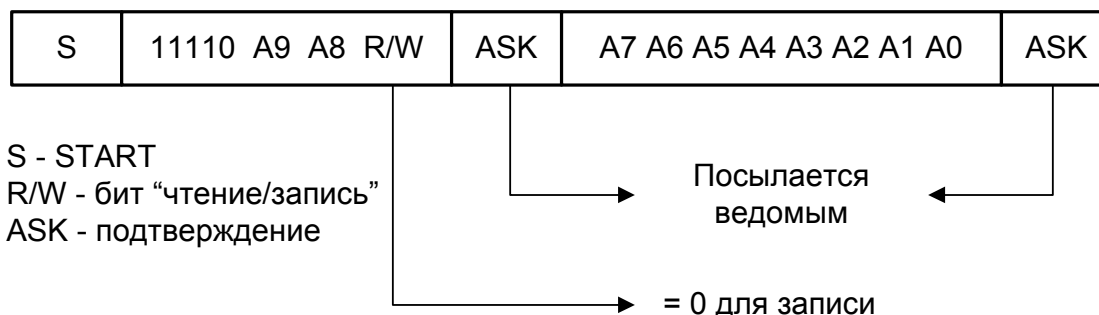 S 11110 A9 A8 R/W ASK A7 A6 A5 A4 A3 A2 A1 A0 ASK
S - START
R/W - бит “чтение/запись”
ASK - подтверждение
Посылается
ведомым
= 0 для записи